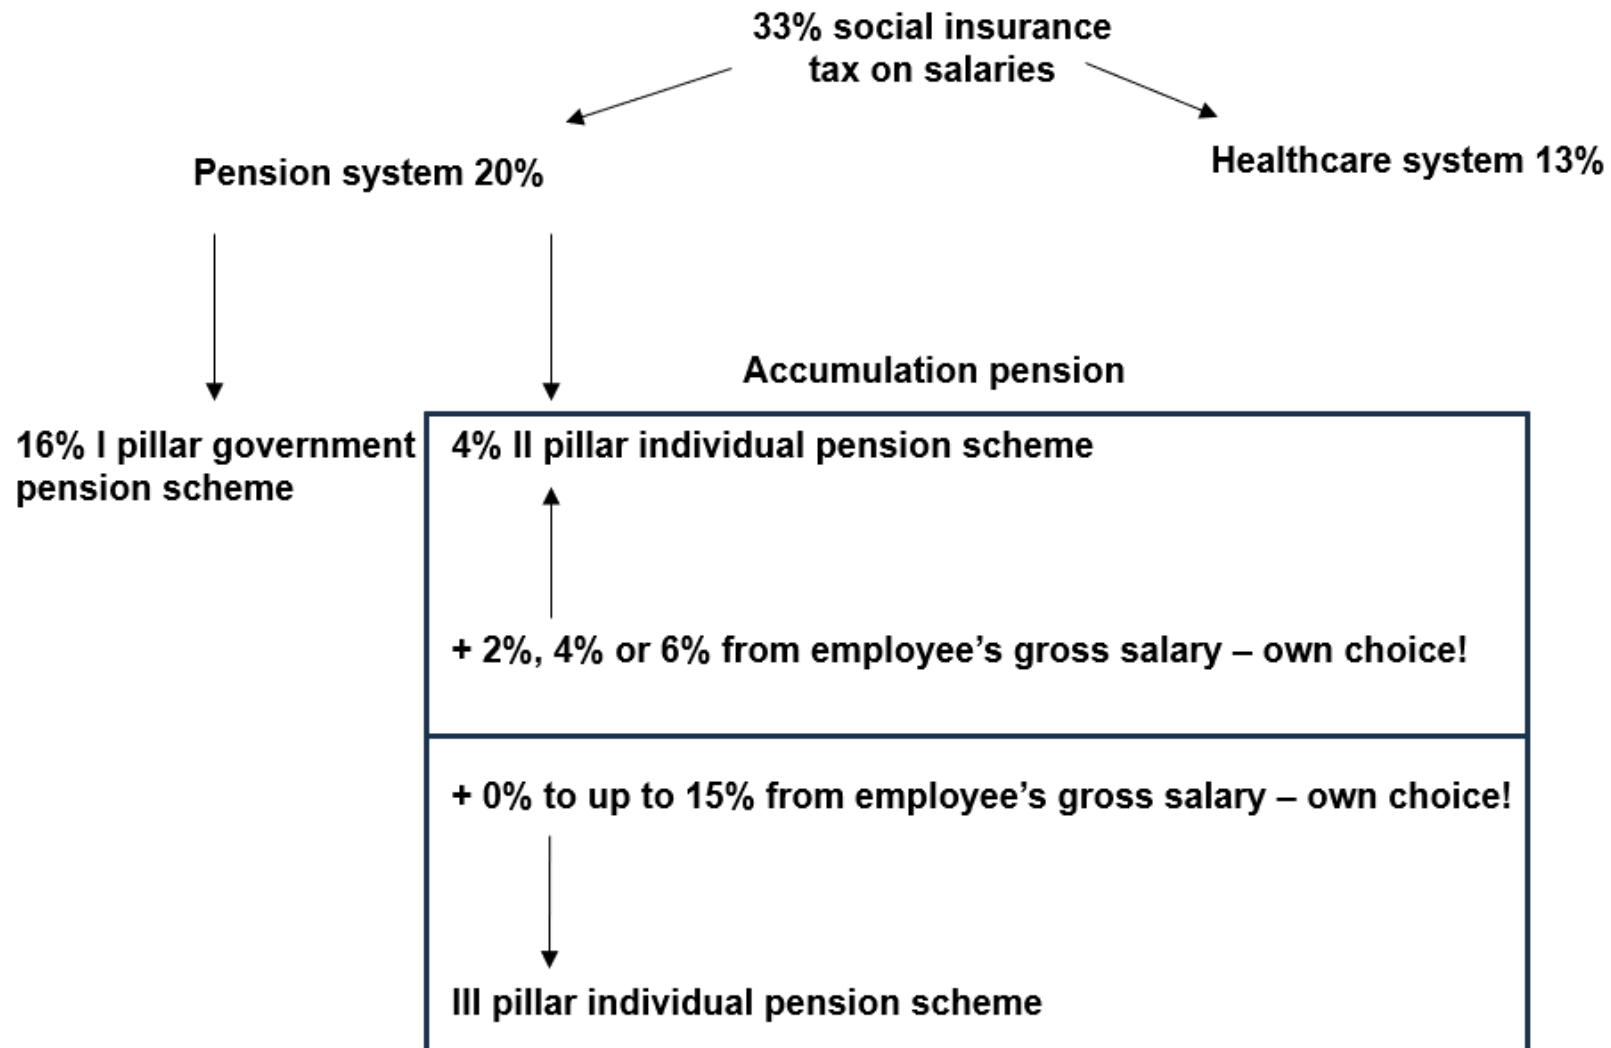 33% social insurance
tax on salaries
Pension system 20%
Healthcare system 13%
Accumulation pension
16% I pillar government
pension scheme
4% II pillar individual pension scheme
+ 2%, 4% or 6% from employee’s gross salary – own choice!
+ 0% to up to 15% from employee’s gross salary – own choice!
III pillar individual pension scheme